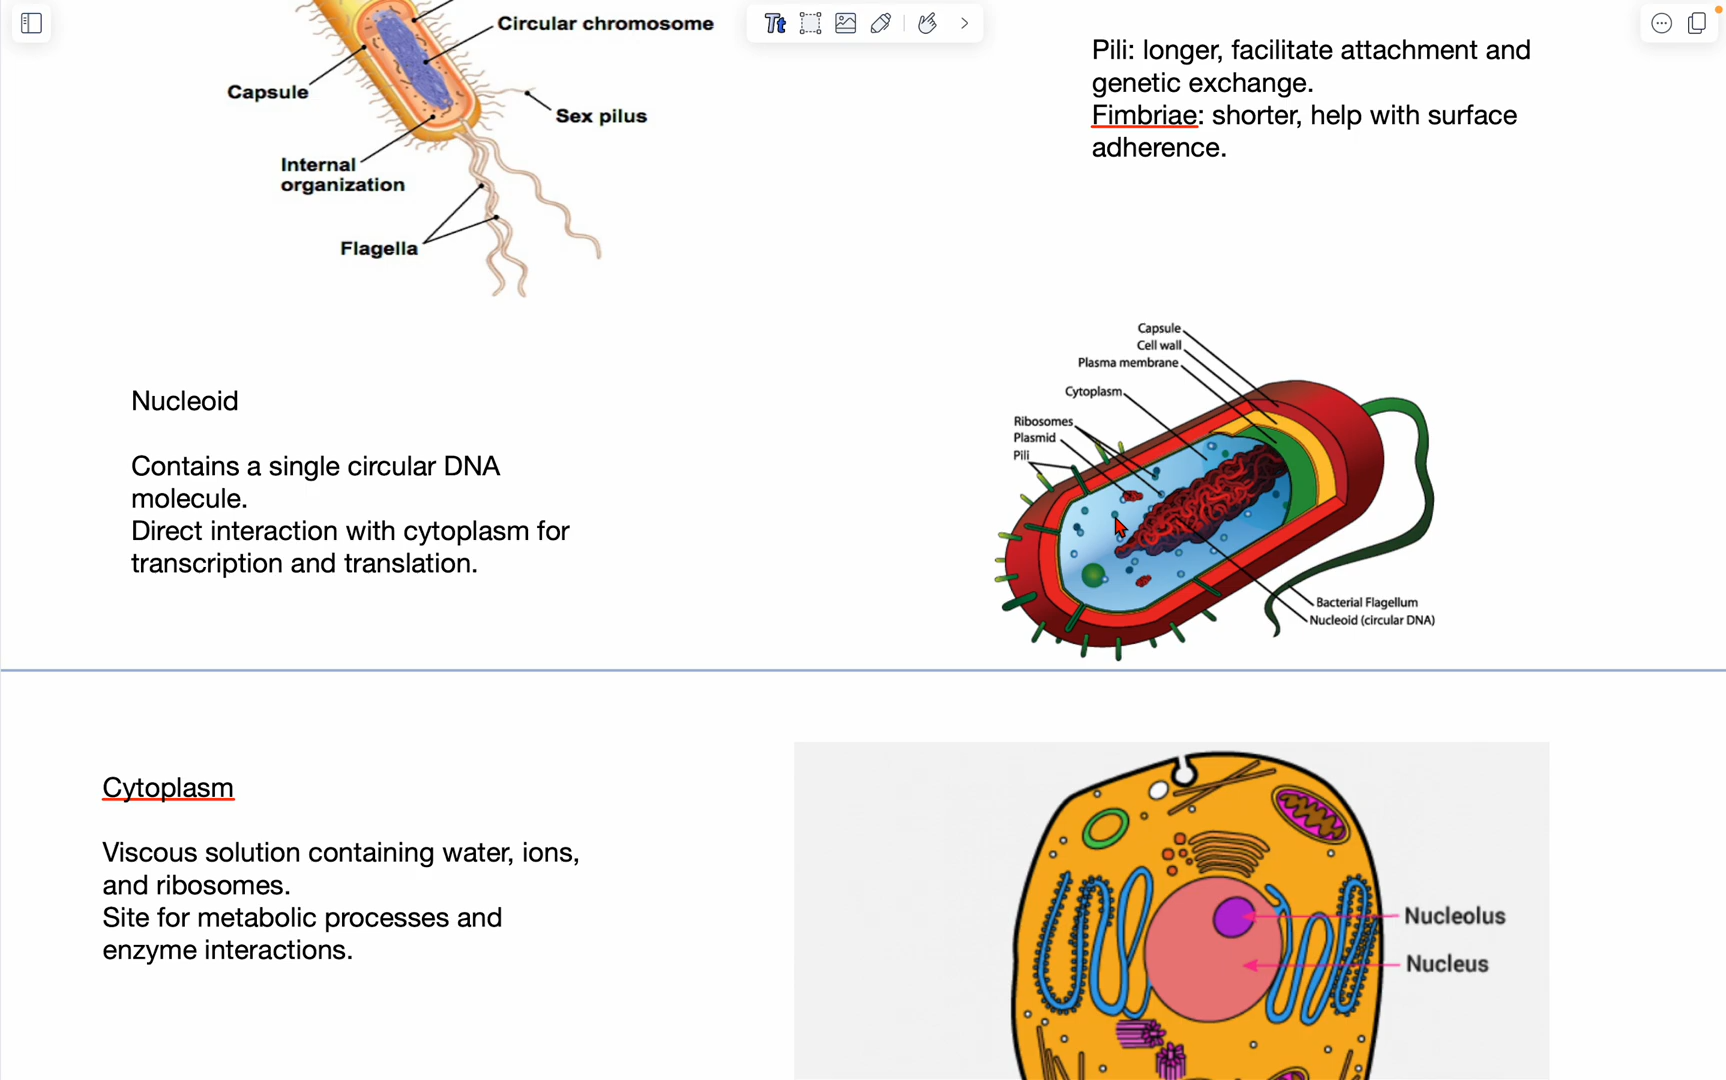 Tt
Circular chromosome
Capsule
Sex pilus
Internal
organization
Flagella
Pili: longer, facilitate attachment and
genetic exchange.
Fimbriae: shorter, help with surface
adherence.
Nucleoid
Contains a single circular DNA
molecule.
Direct interaction with cytoplasm for
transcription and translation.
Capsule
Cell wall
Plasma membrane
Cytoplasm
Ribosomes
Plasmid
Pili
Bacterial Flagellum
Nucleoid (circular DNA)
Cytoplasm
Viscous solution containing water, ions,
and ribosomes.
Site for metabolic processes and
enzyme interactions.
Nucleolus
Nucleus